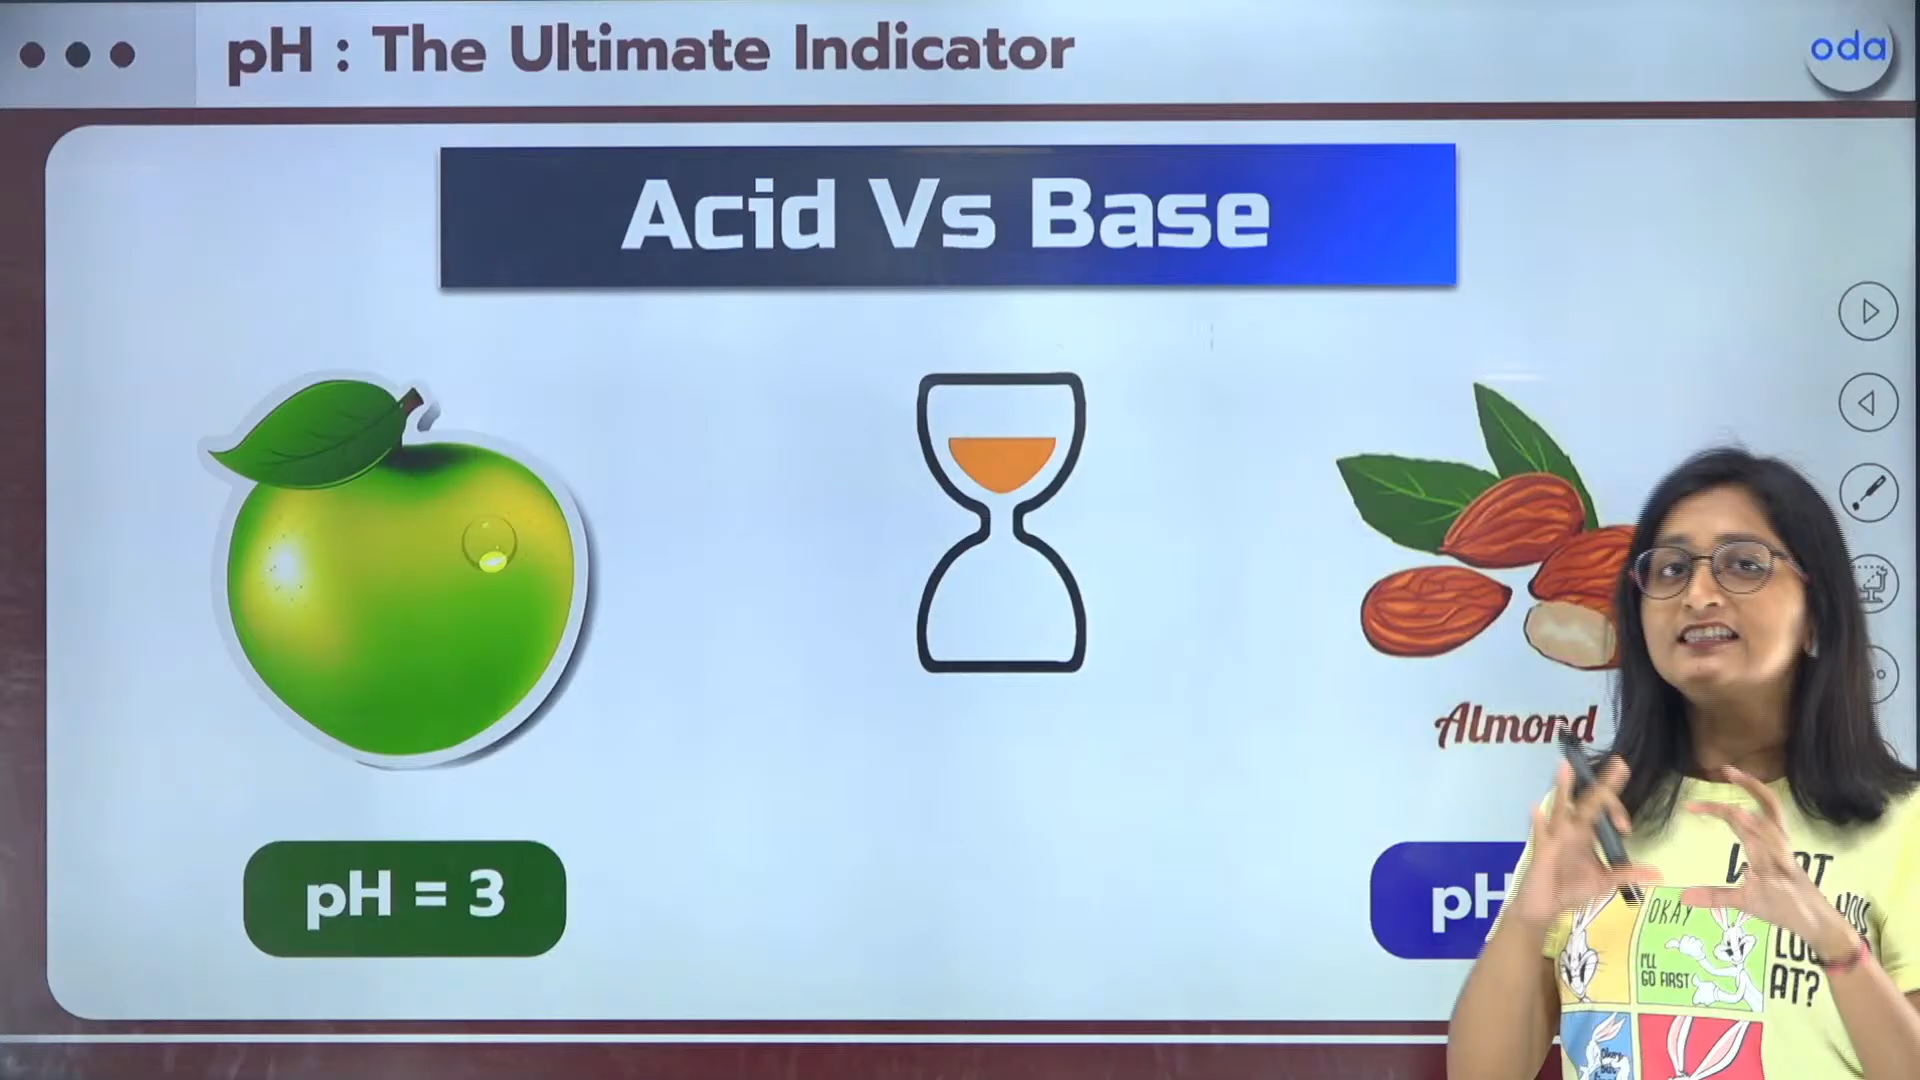 pH : The Ultimate Indicator
oda
Acid Vs Base
Almond
pH = 3
pH
OKAY
I'LL
GO FIRST
AT?